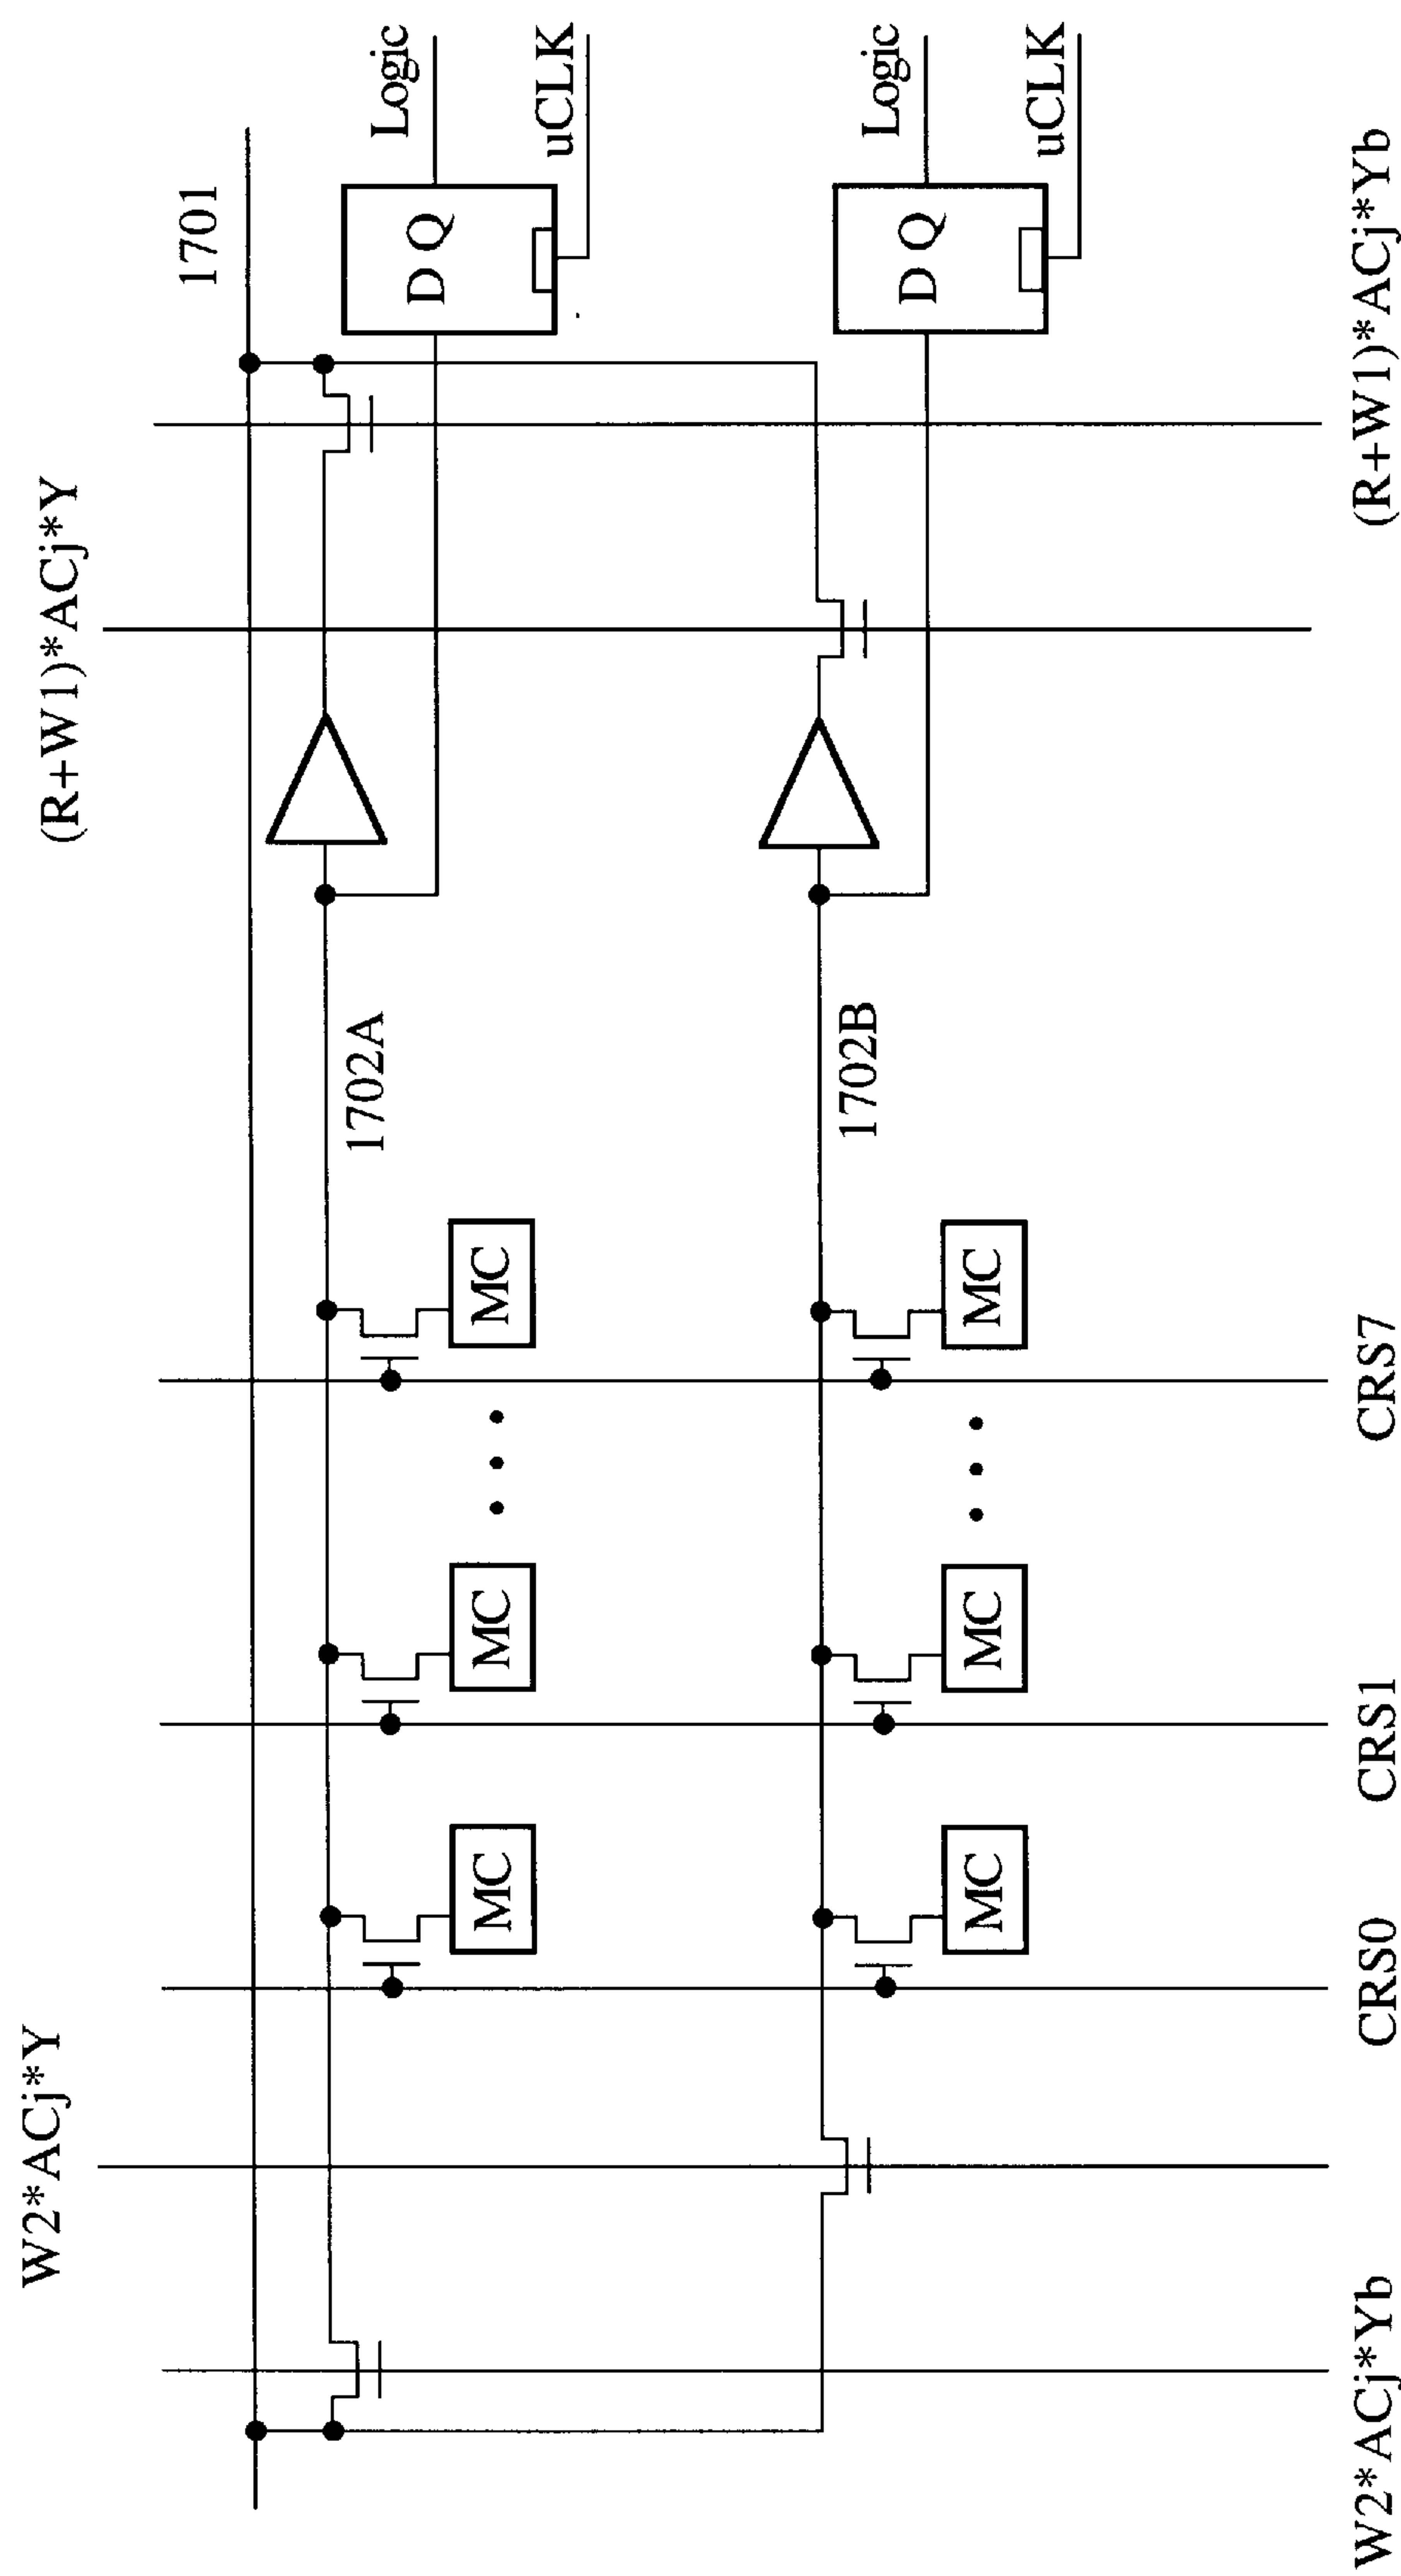 W2*ACj*Y
(R+W1)*ACj*Y
1701
Logic
D Q
uCLK
1702A
MC
MC
MC
1702B
Logic
D Q
uCLK
MC
MC
MC
W2*ACj*Yb
CRS0
CRS1
CRS7
(R+W1)*ACj*Yb